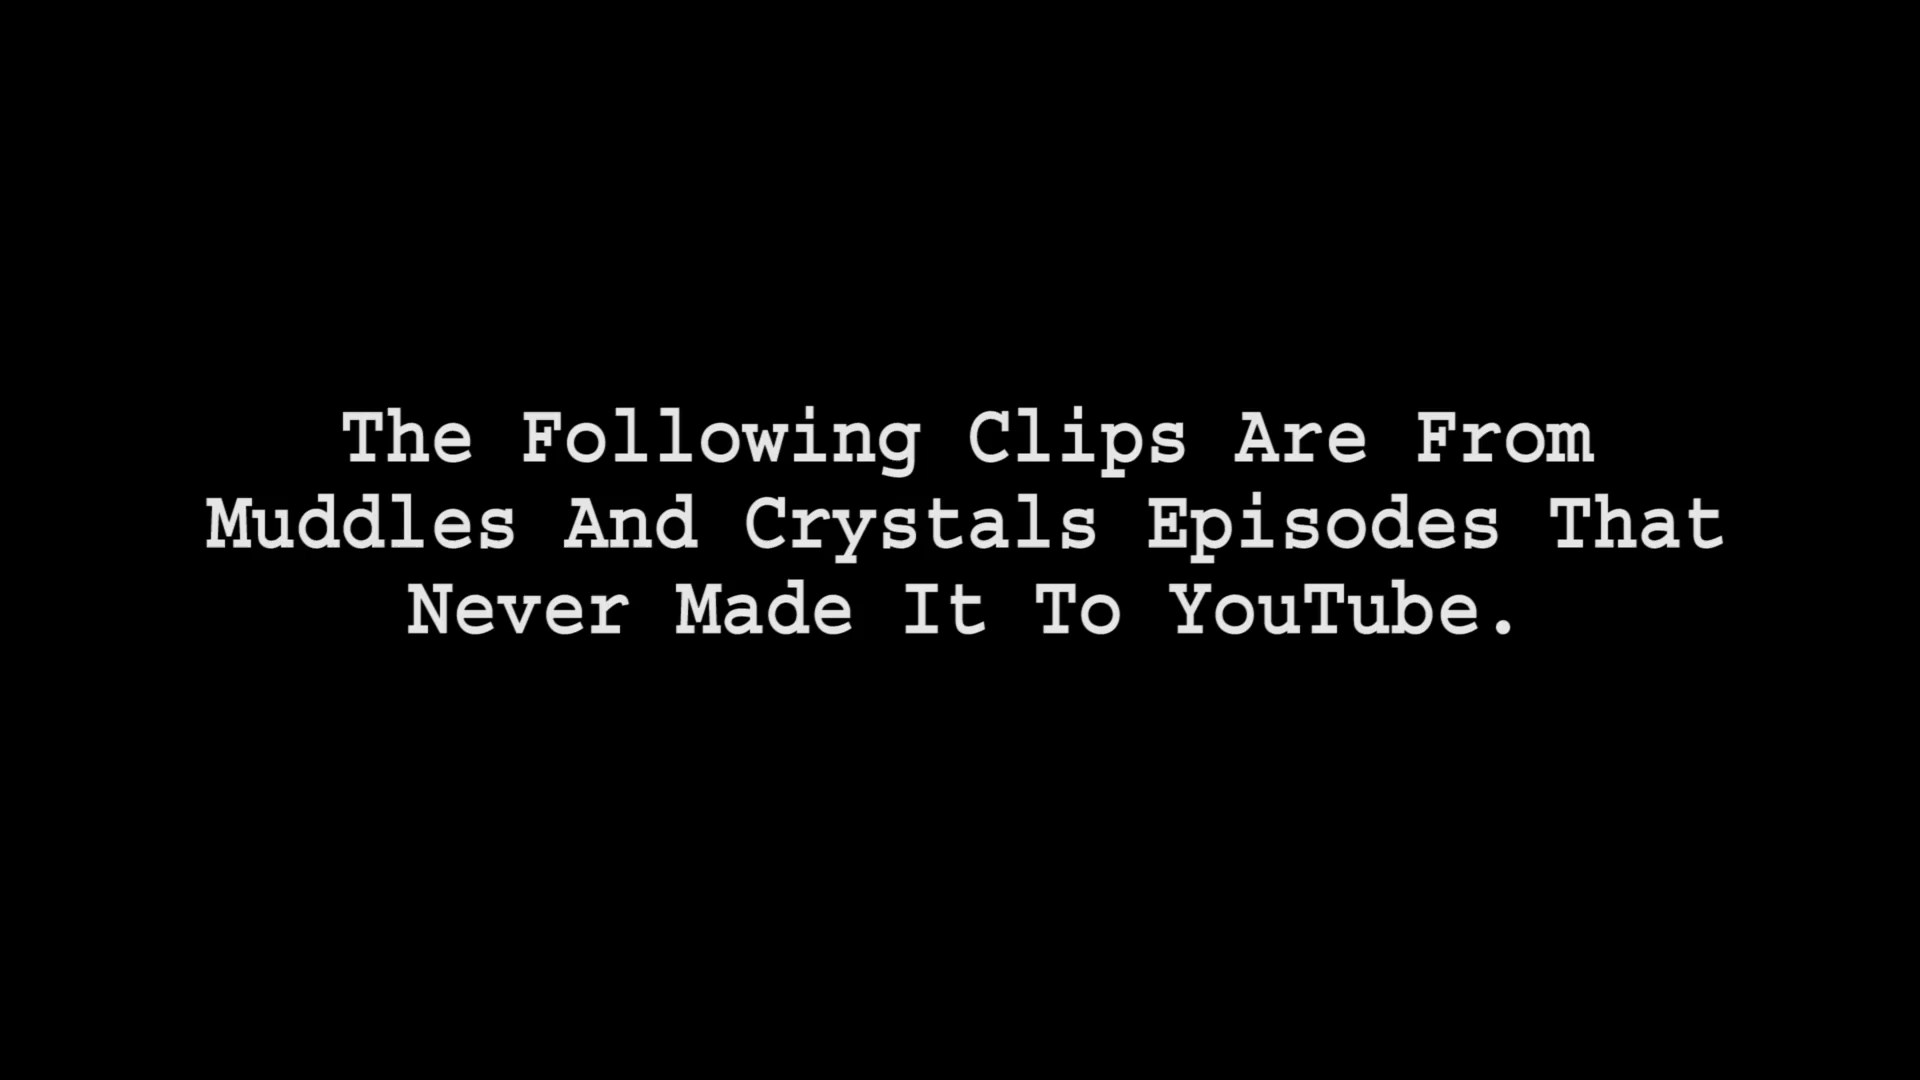 The Following Clips Are From
Muddles And Crystals Episodes That
Never Made It To YouTube.